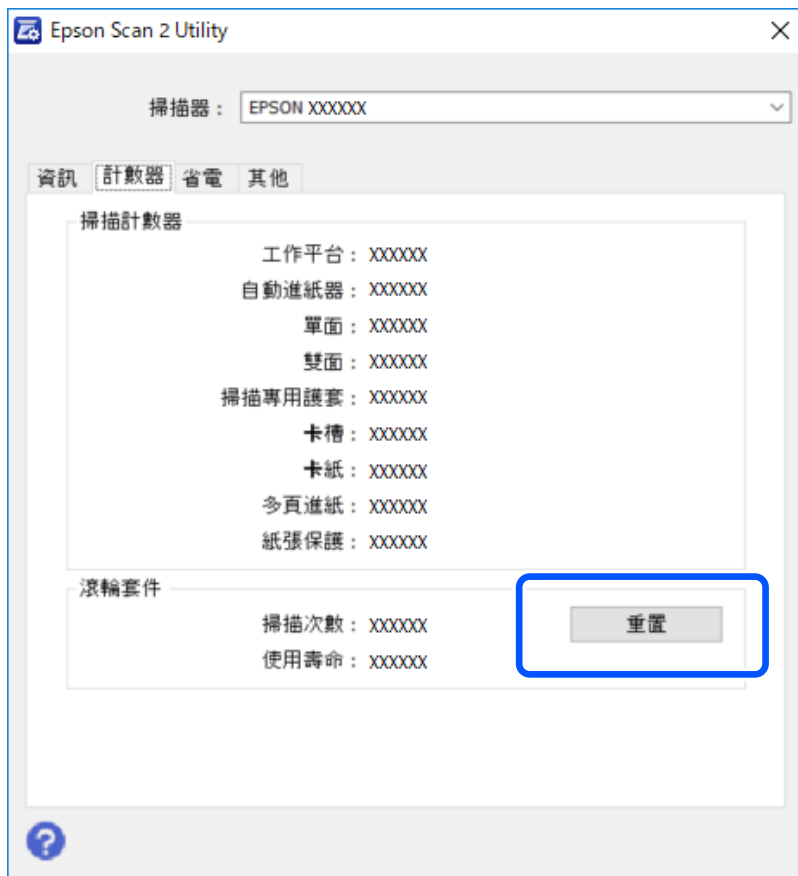 Epson Scan 2 Utility
掃描器： EPSON XXXXXX
資訊 計數器 省電 其他
掃描計數器
工作平台： XXXXXX
自動進紙器： XXXXXX
單面： XXXXXX
雙面： XXXXXX
掃描專用護套： XXXXXX
卡槽： XXXXXX
卡紙： XXXXXX
多頁進紙： XXXXXX
紙張保護： XXXXXX
滾輪套件
掃描次數： XXXXXX 重置
使用壽命： XXXXXX
?